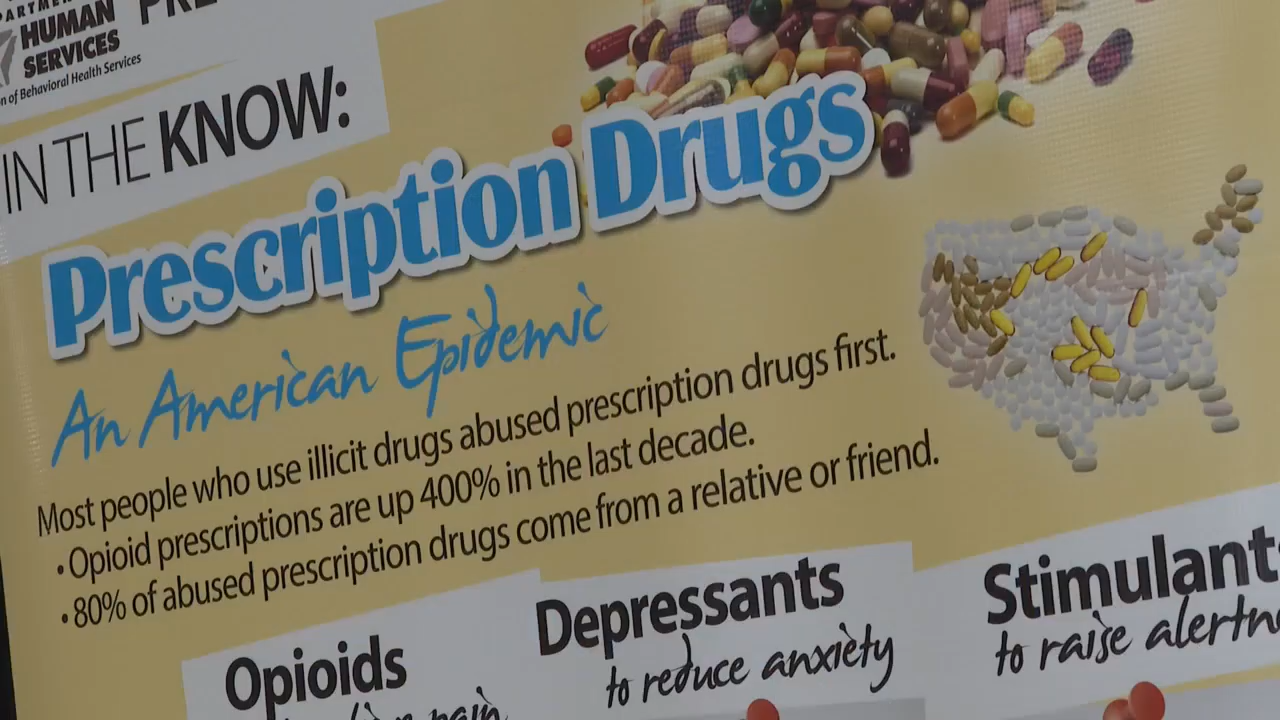 HUMAN
SERVICES
n of Behavioral Health Services
IN THE KNOW:
Prescription Drugs
An American Epidemic
Most people who use illicit drugs abused prescription drugs first.
• Opioid prescriptions are up 400% in the last decade.
• 80% of abused prescription drugs come from a relative or friend.
Opioids
pain
Depressants
to reduce anxiety
Stimulant
to raise alertn